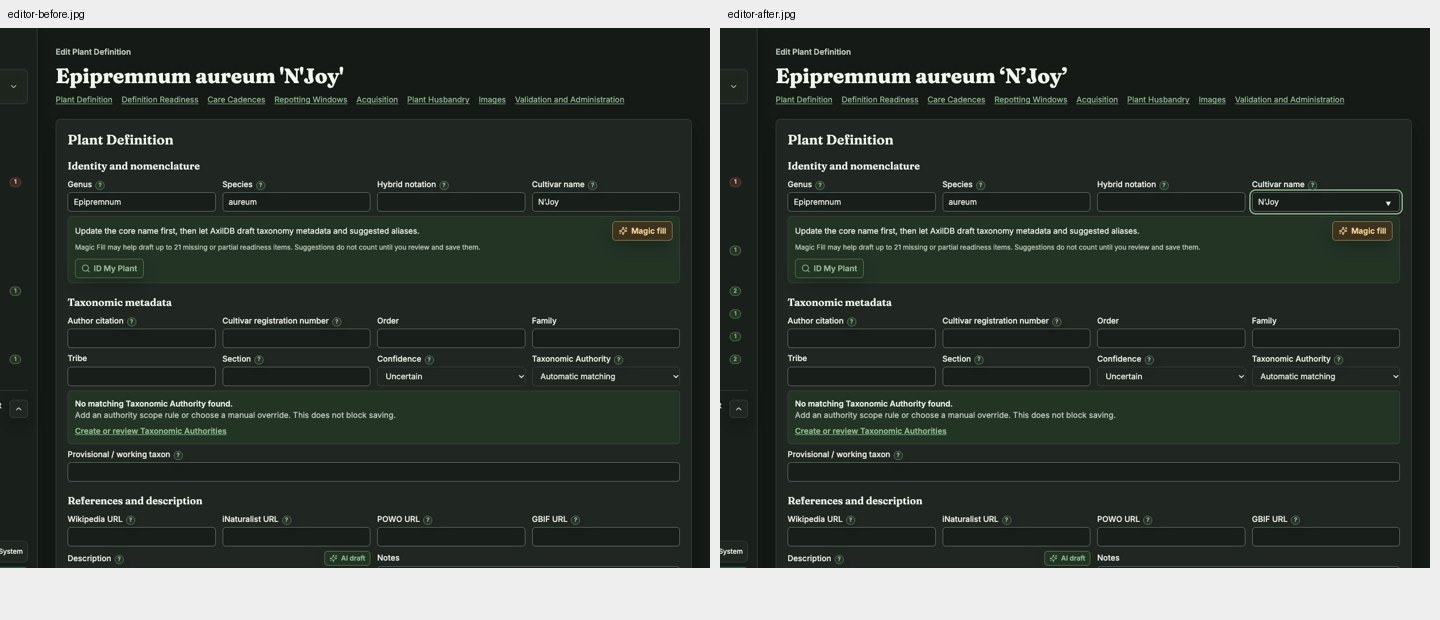 editor-before.jpg
Edit Plant Definition
Epipremnum aureum 'N'Joy'
Plant Definition Definition Readiness Care Cadences Repotting Windows Acquisition Plant Husbandry Images Validation and Administration
Plant Definition
Identity and nomenclature
1
Genus ? Species ? Hybrid notation ? Cultivar name ?
Epipremnum aureum N'Joy
Update the core name first, then let AxilDB draft taxonomy metadata and suggested aliases.
Magic fill
Magic Fill may help draft up to 21 missing or partial readiness items. Suggestions do not count until you review and save them.
ID My Plant
1
Taxonomic metadata
Author citation ? Cultivar registration number ? Order Family
1
Tribe Section ? Confidence ? Taxonomic Authority ?
Uncertain Automatic matching
No matching Taxonomic Authority found.
Add an authority scope rule or choose a manual override. This does not block saving.
Create or review Taxonomic Authorities
Provisional / working taxon ?
References and description
Wikipedia URL ? iNaturalist URL ? POWO URL ? GBIF URL ?
System
Description ? AI draft Notes
editor-after.jpg
Edit Plant Definition
Epipremnum aureum ‘N’Joy’
Plant Definition Definition Readiness Care Cadences Repotting Windows Acquisition Plant Husbandry Images Validation and Administration
Plant Definition
Identity and nomenclature
1
Genus ? Species ? Hybrid notation ? Cultivar name ?
Epipremnum aureum N'Joy
Update the core name first, then let AxilDB draft taxonomy metadata and suggested aliases.
Magic fill
Magic Fill may help draft up to 21 missing or partial readiness items. Suggestions do not count until you review and save them.
1
ID My Plant
2
Taxonomic metadata
1
Author citation ? Cultivar registration number ? Order Family
1
2
Tribe Section ? Confidence ? Taxonomic Authority ?
Uncertain Automatic matching
No matching Taxonomic Authority found.
Add an authority scope rule or choose a manual override. This does not block saving.
Create or review Taxonomic Authorities
Provisional / working taxon ?
References and description
Wikipedia URL ? iNaturalist URL ? POWO URL ? GBIF URL ?
System
Description ? AI draft Notes